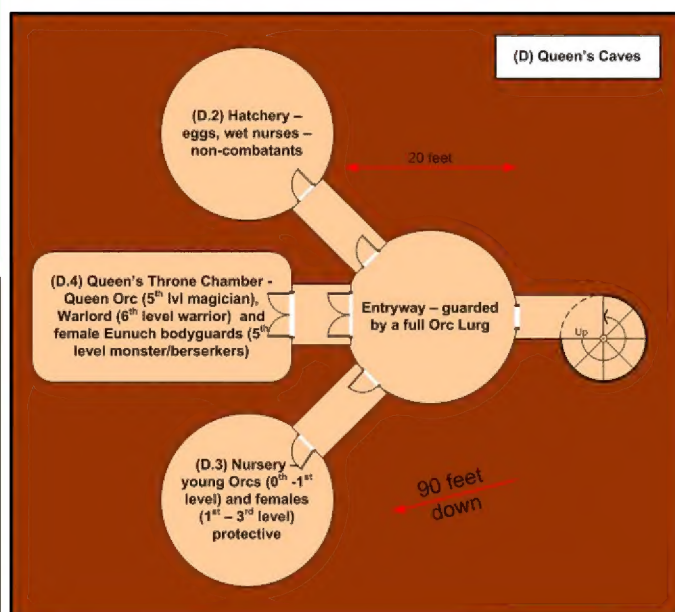 (D) Queen's Caves
(D.2) Hatchery –
eggs, wet nurses –
non-combatants
20 feet
(D.4) Queen's Throne Chamber -
Queen Orc (5th lvl magician),
Warlord (6th level warrior) and
female Eunuch bodyguards (5th
level monster/berserkers)
Entryway – guarded
by a full Orc Lurg
Up
(D.3) Nursery –
young Orcs (0th -1st
level) and females
(1st – 3rd level)
protective
90 feet
down